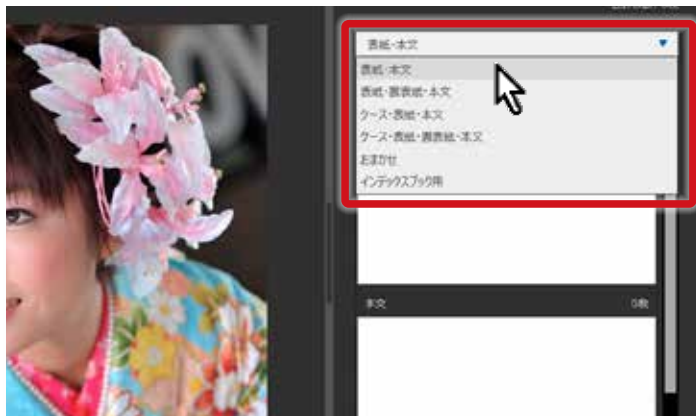 表紙・本文
表紙・本文
表紙・裏表紙・本文
ケース・表紙・本文
ケース・表紙・裏表紙・本文
おまかせ
インデックスブック用
本文
0枚